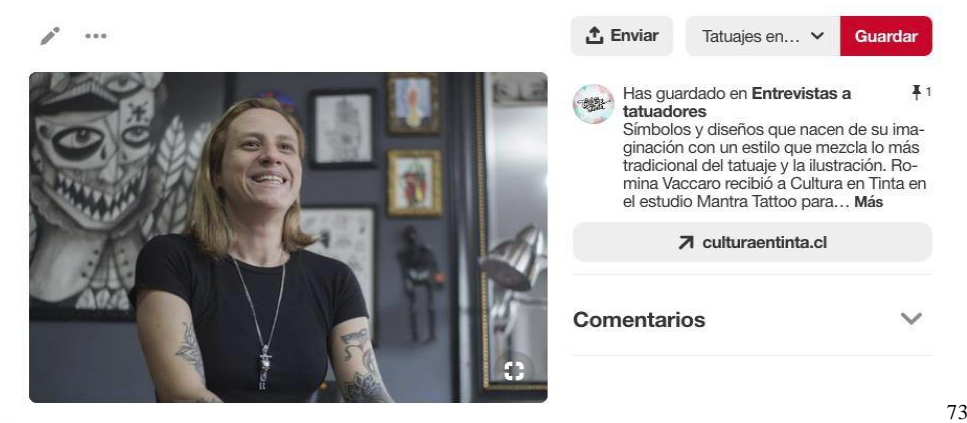 Enviar
Tatuajes en…
Guardar
Has guardado en Entrevistas a
tatuadores
1
Símbolos y diseños que nacen de su ima-
ginación con un estilo que mezcla lo más
tradicional del tatuaje y la ilustración. Ro-
mina Vaccaro recibió a Cultura en Tinta en
el estudio Mantra Tattoo para… Más
culturaentinta.cl
Comentarios
73